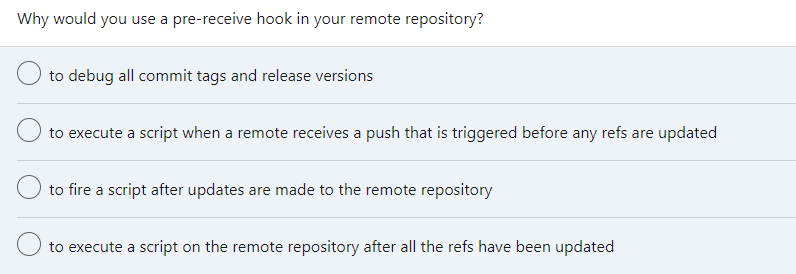 Why would you use a pre-receive hook in your remote repository?
to debug all commit tags and release versions
to execute a script when a remote receives a push that is triggered before any refs are updated
to fire a script after updates are made to the remote repository
to execute a script on the remote repository after all the refs have been updated